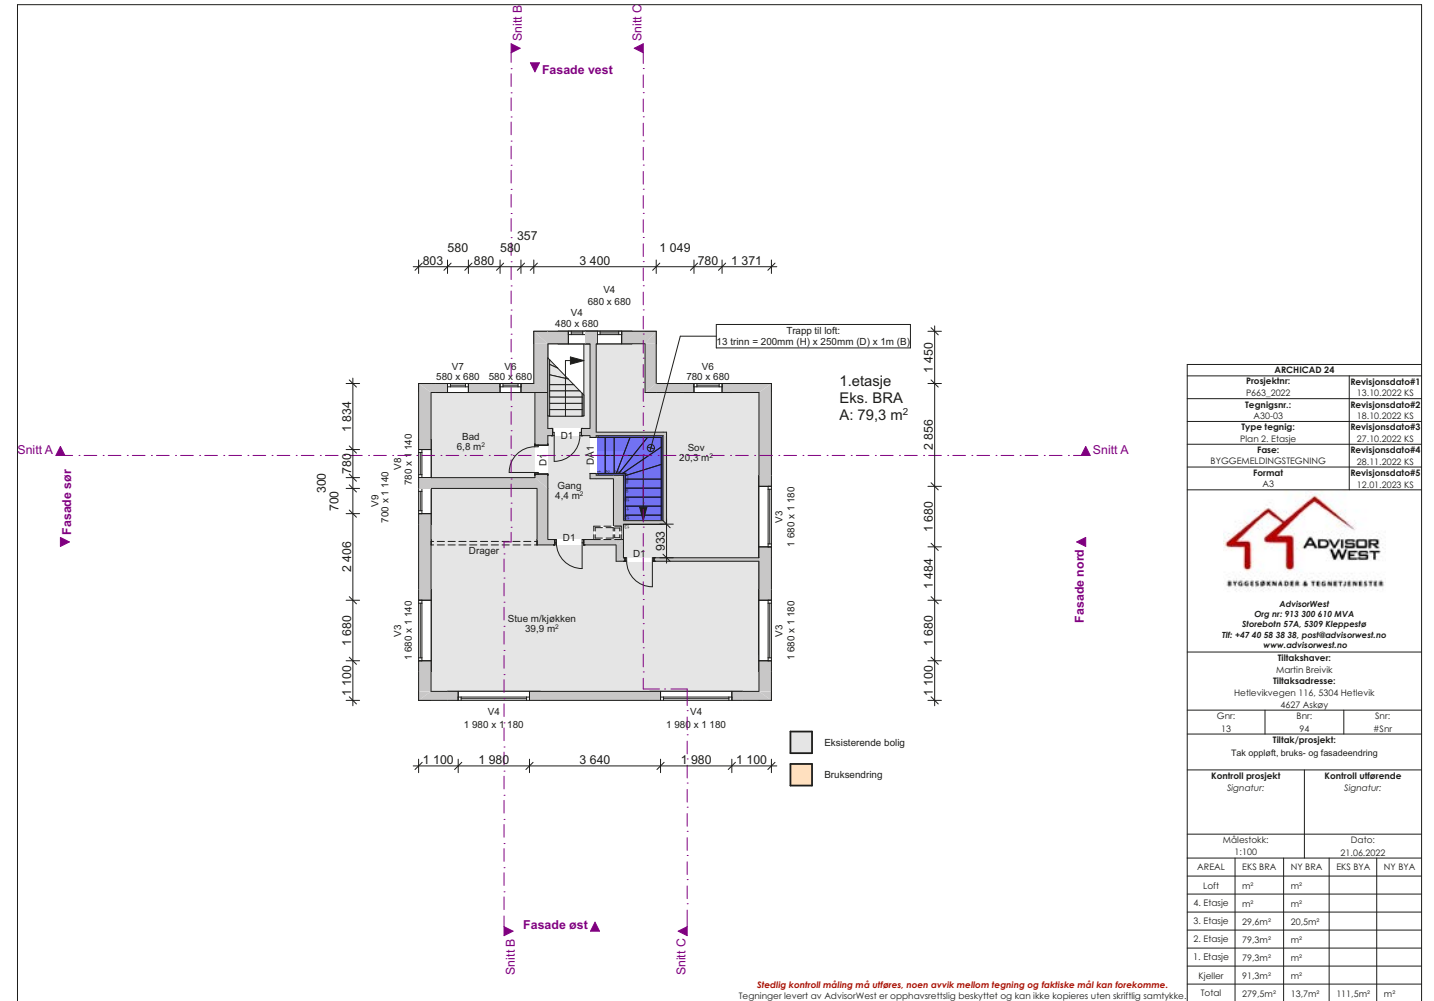 Snitt B
Snitt C
Fasade vest
357
580
580
1 049
803
880
3 400
780
1 371
V4
680 x 680
V4
480 x 680
Trapp til loft:
13 trinn = 200mm (H) x 250mm (D) x 1m (B)
V7
580 x 680
V6
580 x 680
V6
780 x 680
1.etasje
Eks. BRA
A: 79,3 m²
1 450
2 856
1 680
1 484
1 680
1 100
1 834
780
300
700
2 406
1 680
1 100
Snitt A
Snitt A
Fasade sør
Fasade nord
V8
780 x 1 140
V9
700 x 1 140
V3
1 680 x 1 140
V3
1 680 x 1 180
V3
1 680 x 1 180
Bad
6,8 m²
D1
D1
DA1
Sov
20,3 m²
Gang
4,4 m²
D1
D1
933
Drager
Stue m/kjøkken
39,9 m²
V4
1 980 x 1 180
V4
1 980 x 1 180
1 100
1 980
3 640
1 980
1 100
Eksisterende bolig
Bruksendring
Fasade øst
Snitt B
Snitt C
Stedlig kontroll måling må utføres, noen avvik mellom tegning og faktiske mål kan forekomme.
Tegninger levert av AdvisorWest er opphavsrettslig beskyttet og kan ikke kopieres uten skriftlig samtykke.
ARCHICAD 24
Prosjektnr: Revisjonsdato#1
P663_2022 13.10.2022 KS
Tegnigsnr.: Revisjonsdato#2
A30-03 18.10.2022 KS
Type tegnig: Revisjonsdato#3
Plan 2. Etasje 27.10.2022 KS
Fase: Revisjonsdato#4
BYGGEMELDINGSTEGNING 28.11.2022 KS
Format Revisjonsdato#5
A3 12.01.2023 KS
ADVISOR
WEST
BYGGESØKNADER & TEGNETJENESTER
AdvisorWest
Org nr: 913 300 610 MVA
Storebotn 57A, 5309 Kleppestø
Tlf: +47 40 58 38 38, post@advisorwest.no
www.advisorwest.no
Tiltakshaver:
Martin Breivik
Tiltaksadresse:
Hetlevikvegen 116, 5304 Hetlevik
4627 Askøy
Gnr: Bnr: Snr:
13 94 #Snr
Tiltak/prosjekt:
Tak oppløft, bruks- og fasadeendring
Kontroll prosjekt Kontroll utførende
Signatur: Signatur:
Målestokk: Dato:
1:100 21.06.2022
AREAL EKS BRA NY BRA EKS BYA NY BYA
Loft m² m²
4. Etasje m² m²
3. Etasje 29,6m² 20,5m²
2. Etasje 79,3m² m²
1. Etasje 79,3m² m²
Kjeller 91,3m² m²
Total 279,5m² 13,7m² 111,5m² m²